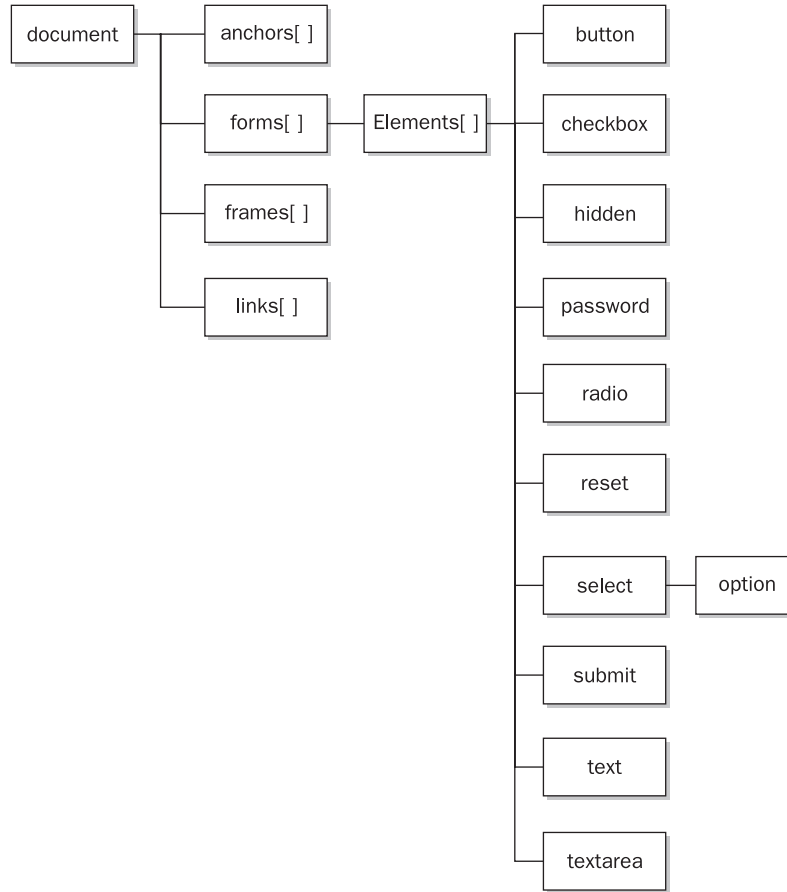 document
anchors[ ]
button
forms[ ]
Elements[ ]
checkbox
frames[ ]
hidden
links[ ]
password
radio
reset
select
option
submit
text
textarea